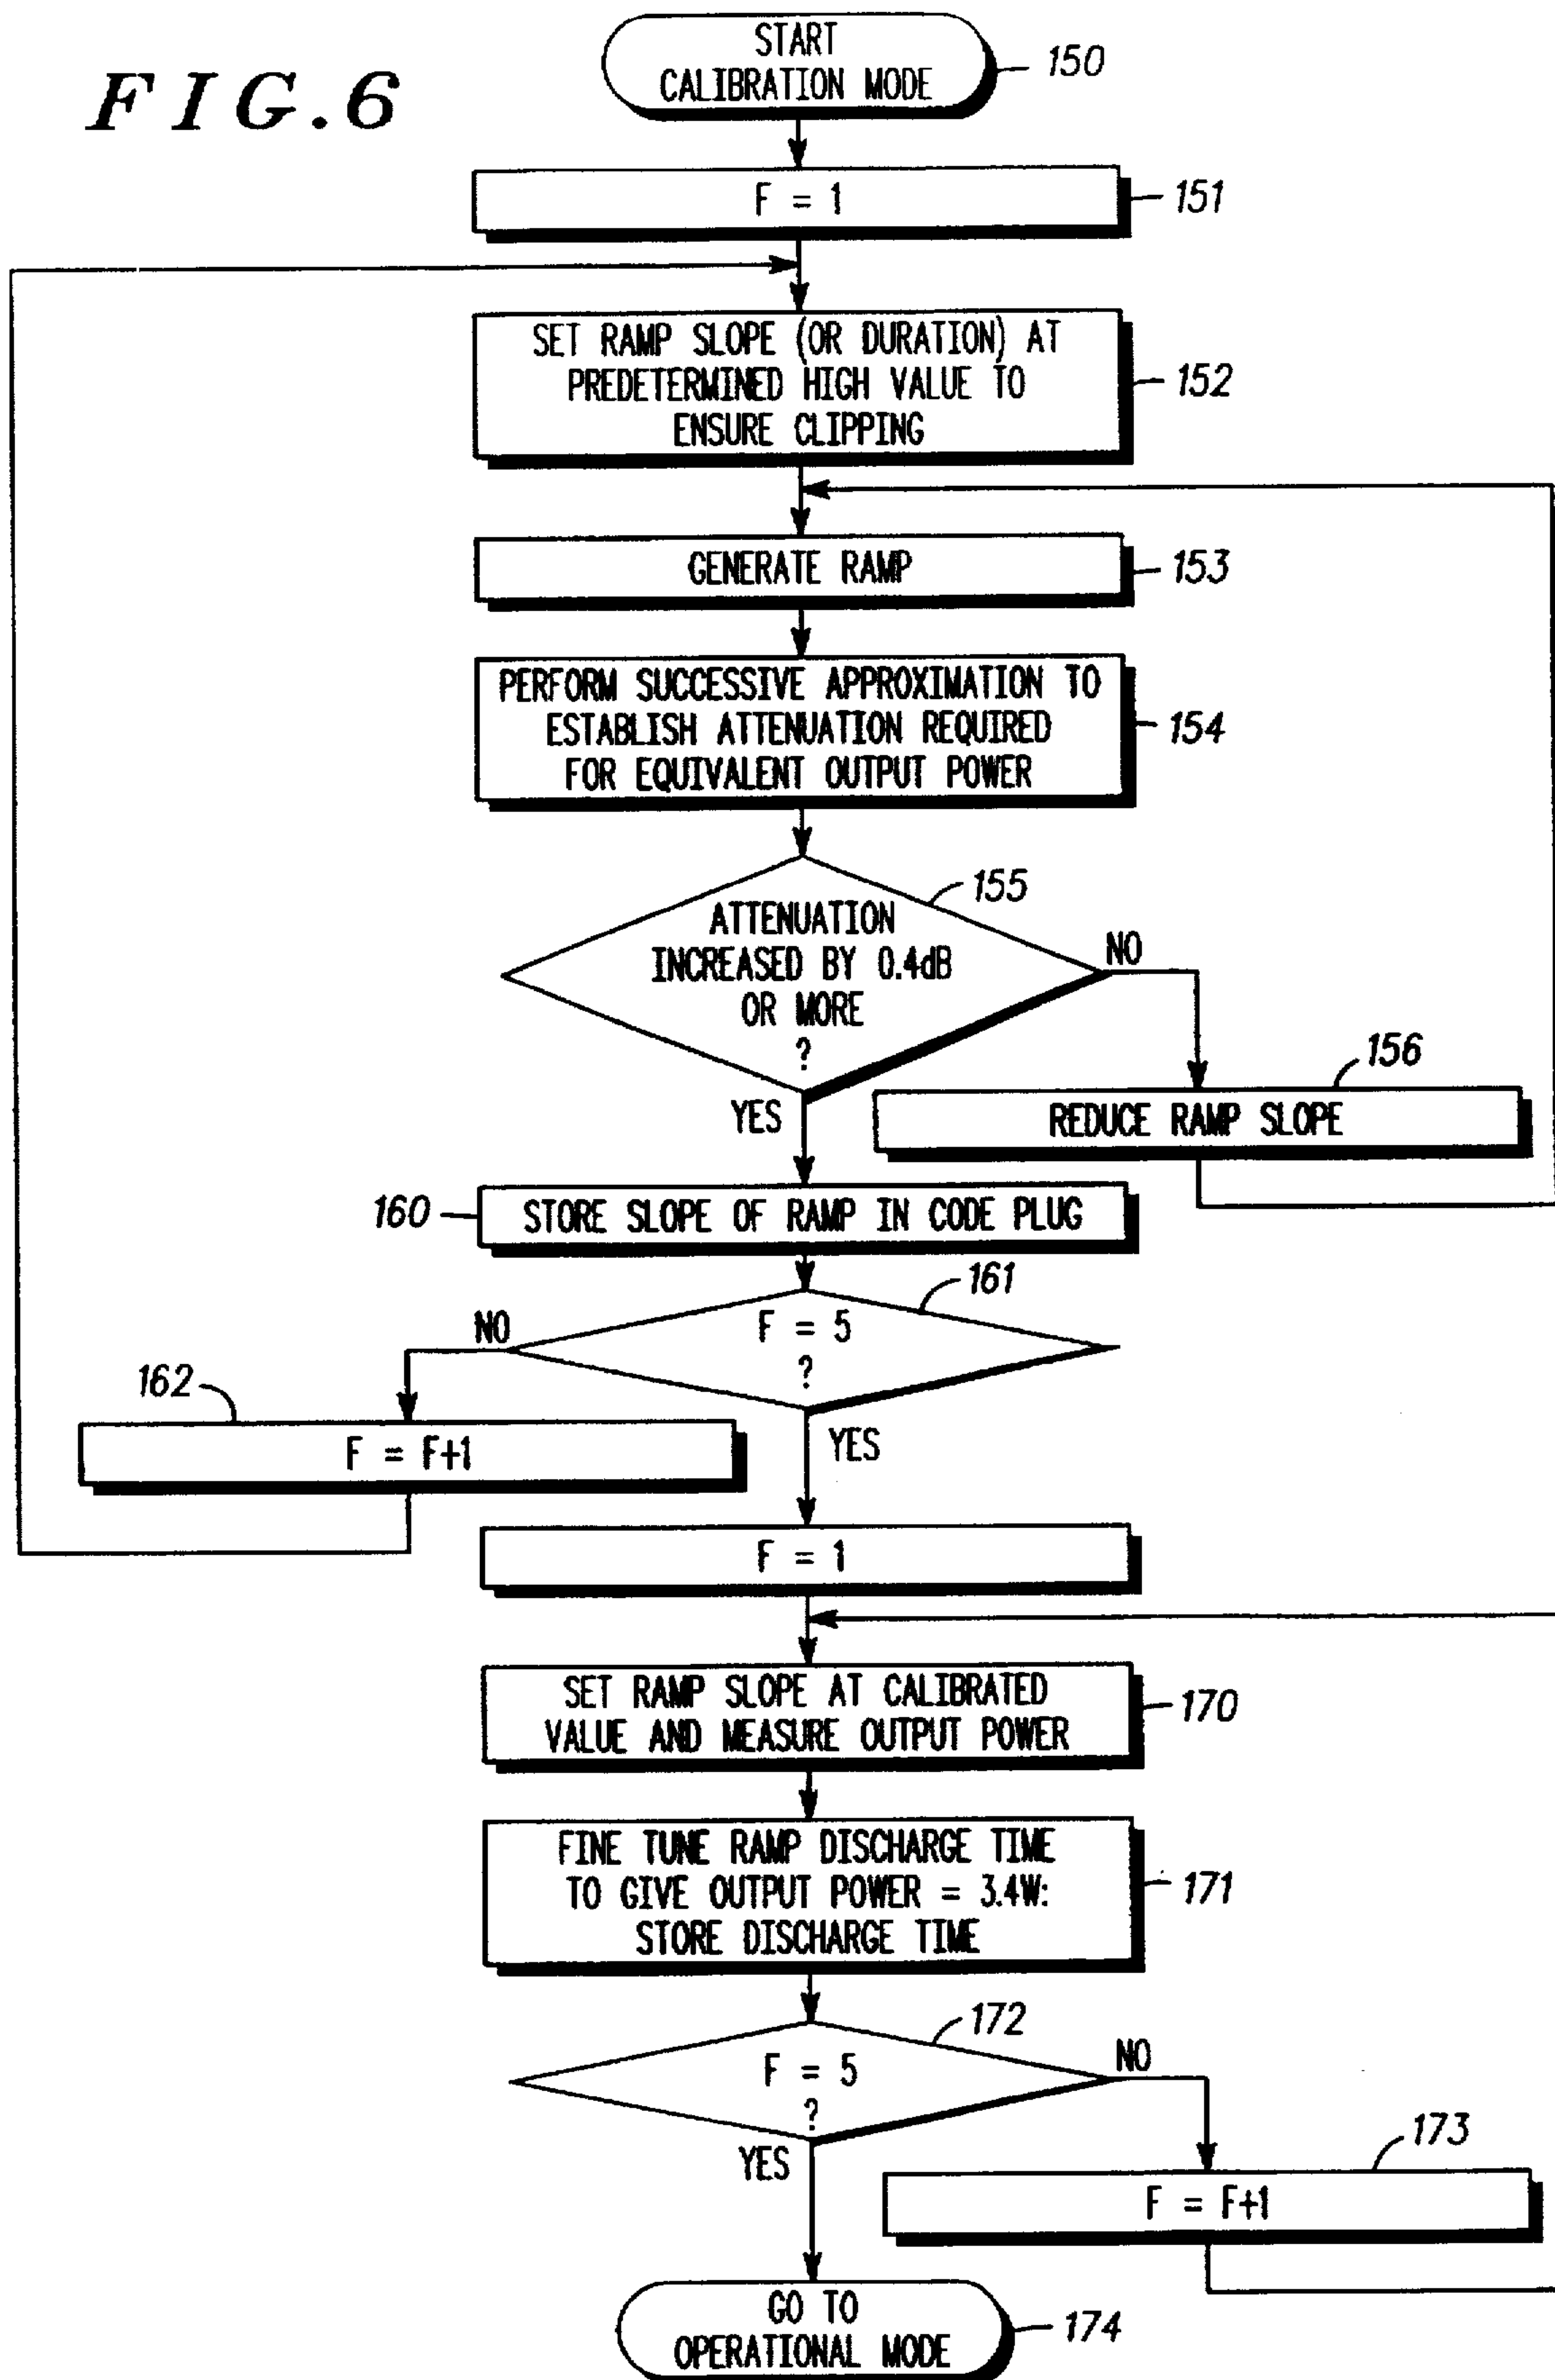 FIG.6
START
CALIBRATION MODE
150
F = 1
151
SET RAMP SLOPE (OR DURATION) AT
PREDETERMINED HIGH VALUE TO
ENSURE CLIPPING
152
GENERATE RAMP
153
PERFORM SUCCESSIVE APPROXIMATION TO
ESTABLISH ATTENUATION REQUIRED
FOR EQUIVALENT OUTPUT POWER
154
155
ATTENUATION
INCREASED BY 0.4dB
OR MORE
?
NO
YES
156
REDUCE RAMP SLOPE
160
STORE SLOPE OF RAMP IN CODE PLUG
161
F = 5
?
NO
YES
162
F = F+1
F = 1
SET RAMP SLOPE AT CALIBRATED
VALUE AND MEASURE OUTPUT POWER
170
FINE TUNE RAMP DISCHARGE TIME
TO GIVE OUTPUT POWER = 3.4W:
STORE DISCHARGE TIME
171
172
F = 5
?
NO
YES
173
F = F+1
GO TO
OPERATIONAL MODE
174